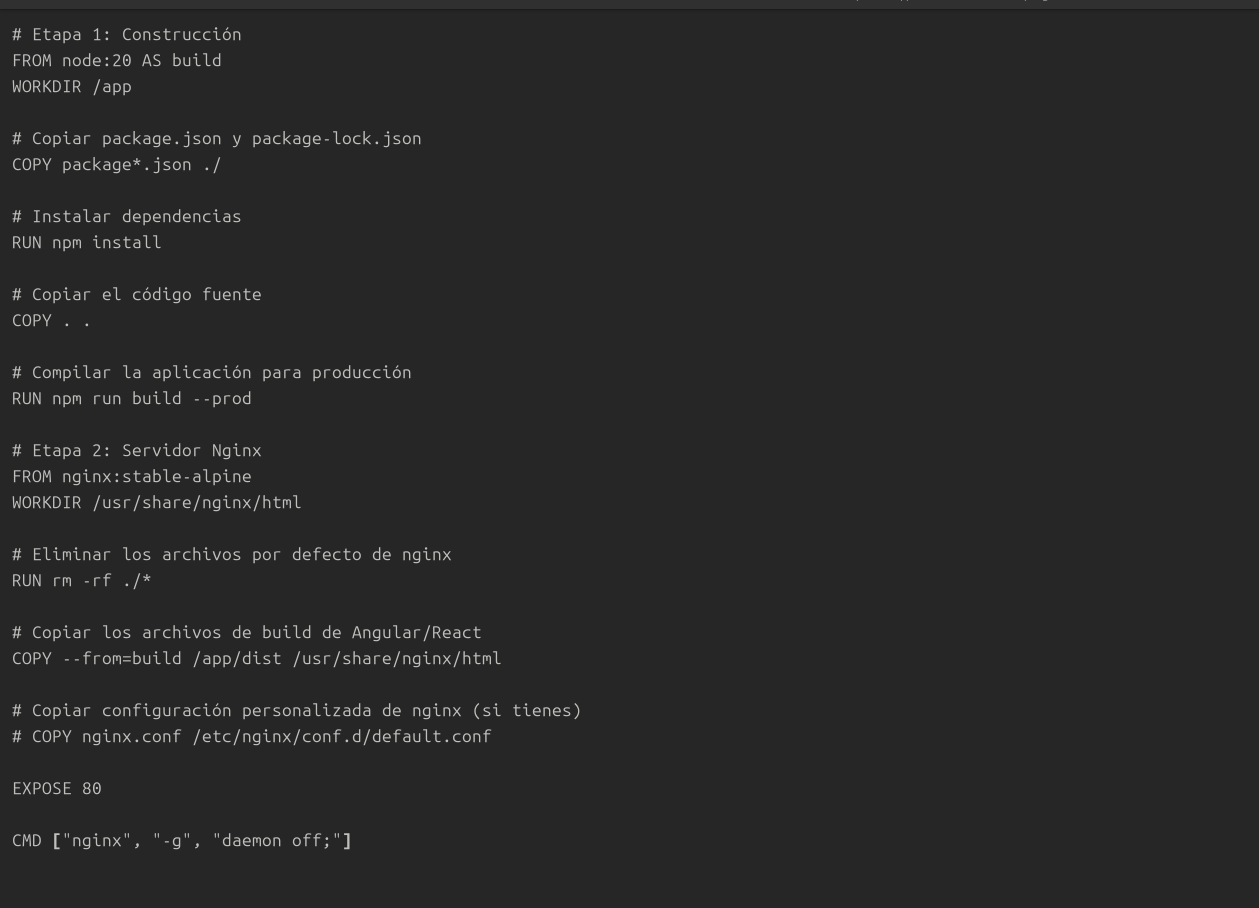 # Etapa 1: Construcción
FROM node:20 AS build
WORKDIR /app
# Copiar package.json y package-lock.json
COPY package*.json ./
# Instalar dependencias
RUN npm install
# Copiar el código fuente
COPY . .
# Compilar la aplicación para producción
RUN npm run build --prod
# Etapa 2: Servidor Nginx
FROM nginx:stable-alpine
WORKDIR /usr/share/nginx/html
# Eliminar los archivos por defecto de nginx
RUN rm -rf ./*
# Copiar los archivos de build de Angular/React
COPY --from=build /app/dist /usr/share/nginx/html
# Copiar configuración personalizada de nginx (si tienes)
# COPY nginx.conf /etc/nginx/conf.d/default.conf
EXPOSE 80
CMD ["nginx", "-g", "daemon off;"]